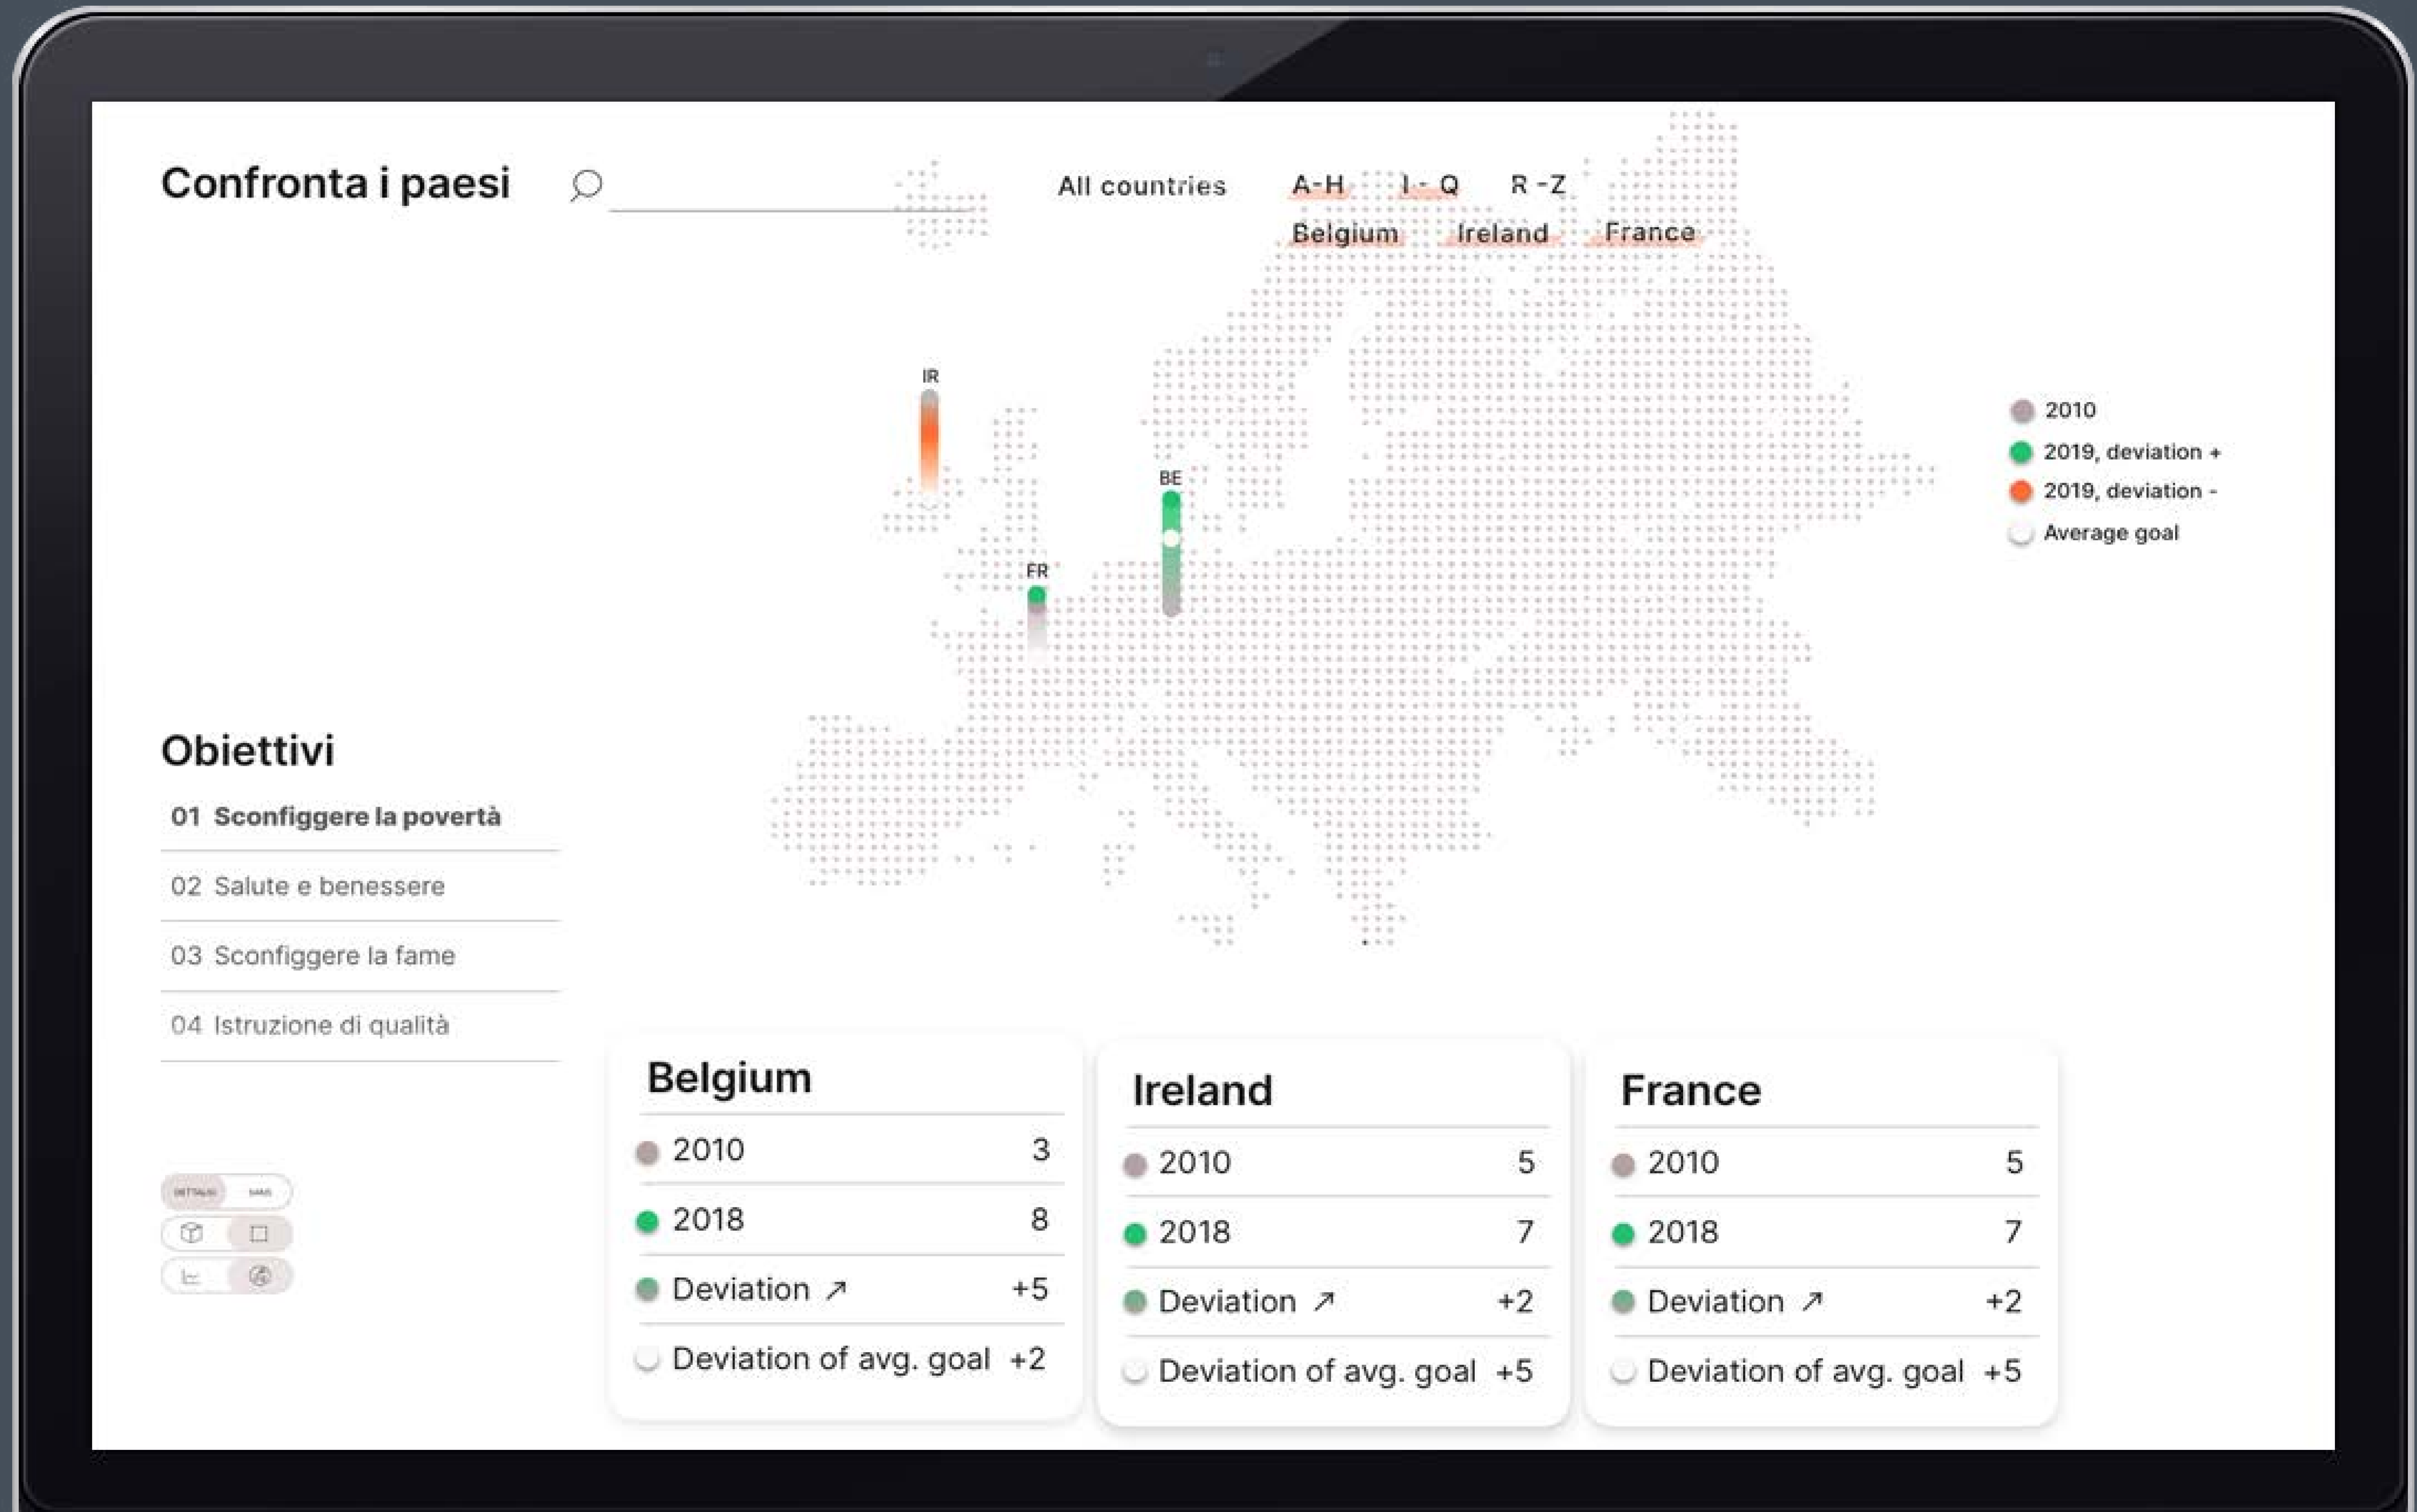 Confronta i paesi
All countries
A-H
I - Q
R -Z
Belgium
Ireland
France
IR
BE
FR
2010
2019, deviation +
2019, deviation -
Average goal
Obiettivi
01 Sconfiggere la povertà
02 Salute e benessere
03 Sconfiggere la fame
04 Istruzione di qualità
DETTAGLI
Belgium
2010 3
2018 8
Deviation ↗ +5
Deviation of avg. goal +2
Ireland
2010 5
2018 7
Deviation ↗ +2
Deviation of avg. goal +5
France
2010 5
2018 7
Deviation ↗ +2
Deviation of avg. goal +5